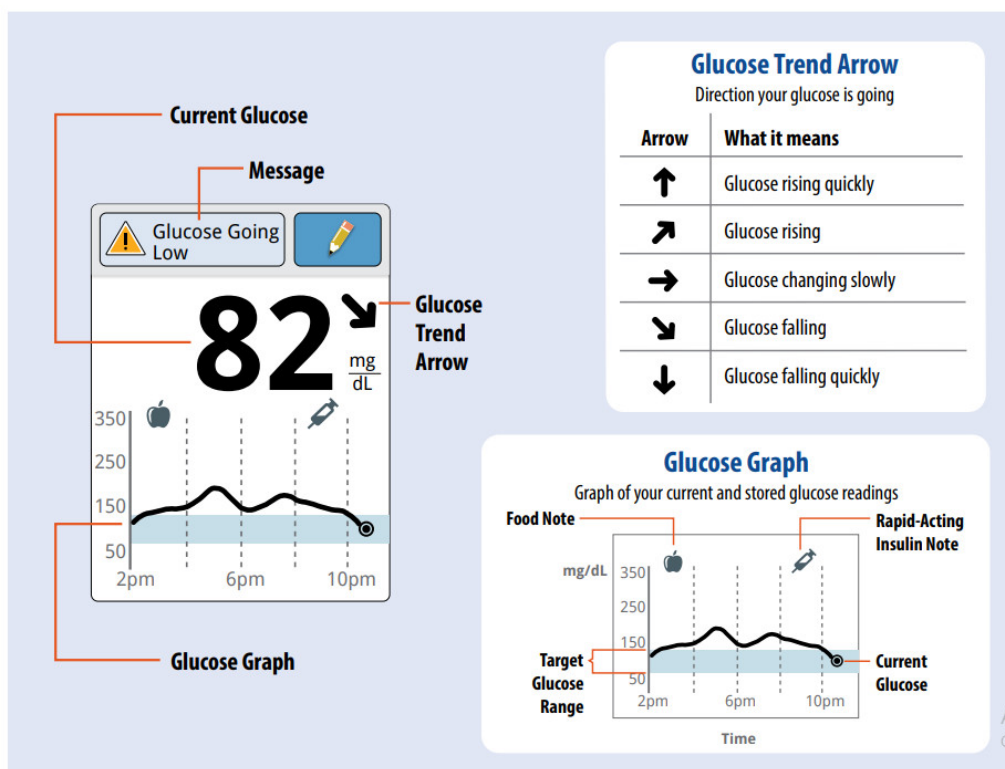 Current Glucose
Message
Glucose Going
Low
82
mg
dL
Glucose
Trend
Arrow
350
250
150
50
2pm 6pm 10pm
Glucose Graph
Glucose Trend Arrow
Direction your glucose is going
Arrow What it means
Glucose rising quickly
Glucose rising
Glucose changing slowly
Glucose falling
Glucose falling quickly
Glucose Graph
Graph of your current and stored glucose readings
Food Note
Rapid-Acting
Insulin Note
mg/dL
350
250
150
50
Target
Glucose
Range
Current
Glucose
2pm 6pm 10pm
Time